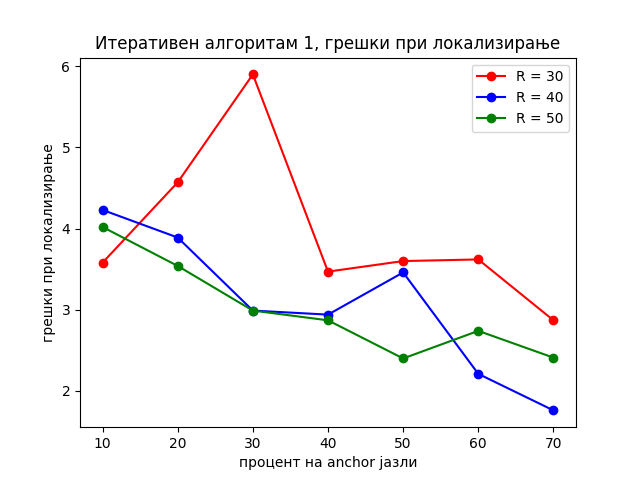 Итеративен алгоритам 1, грешки при локализирање
R = 30
R = 40
R = 50
грешки при локализирање
6
5
4
3
2
10 20 30 40 50 60 70
процент на anchor јазли